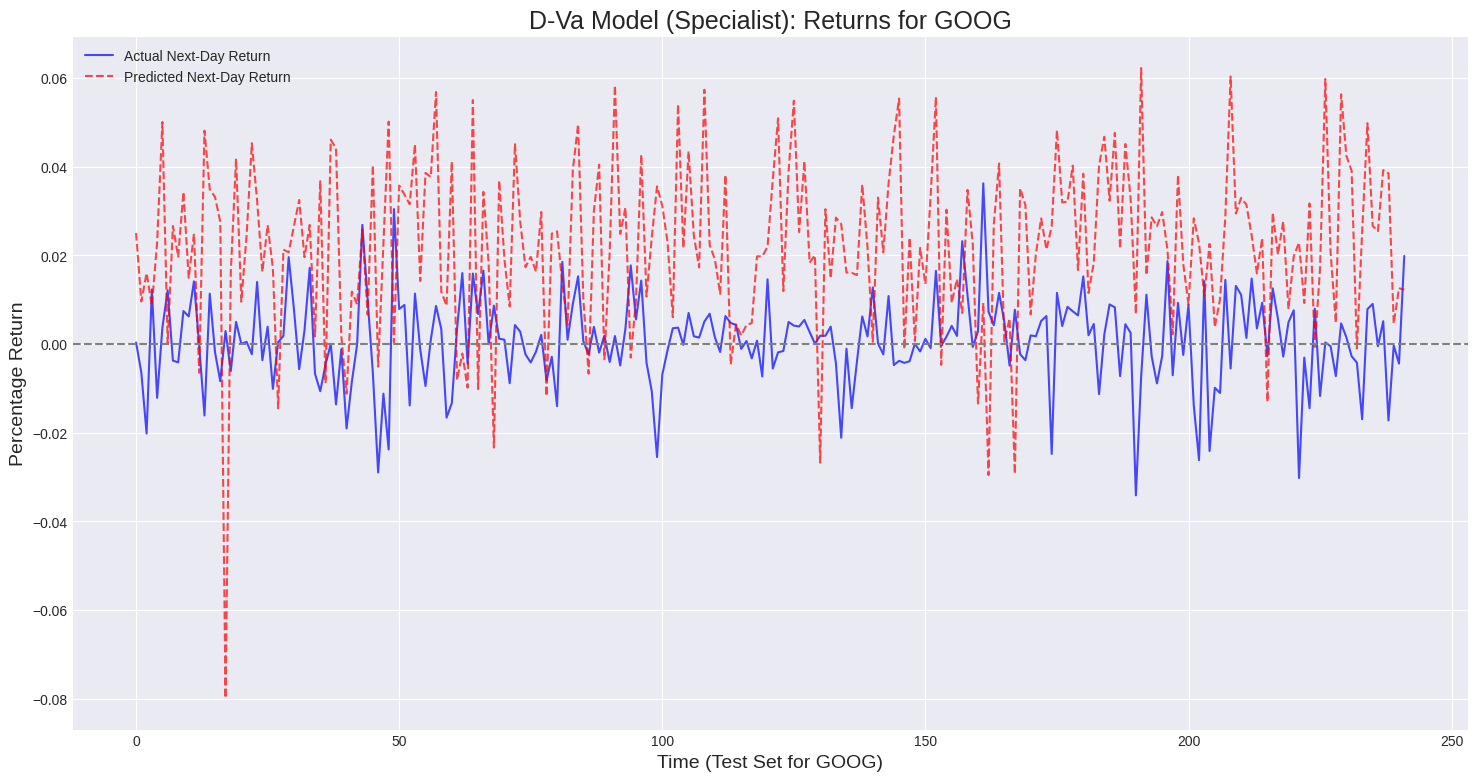 D-Va Model (Specialist): Returns for GOOG
Actual Next-Day Return
Predicted Next-Day Return
Percentage Return
0.06
0.04
0.02
0.00
−0.02
−0.04
−0.06
−0.08
0 50 100 150 200 250
Time (Test Set for GOOG)